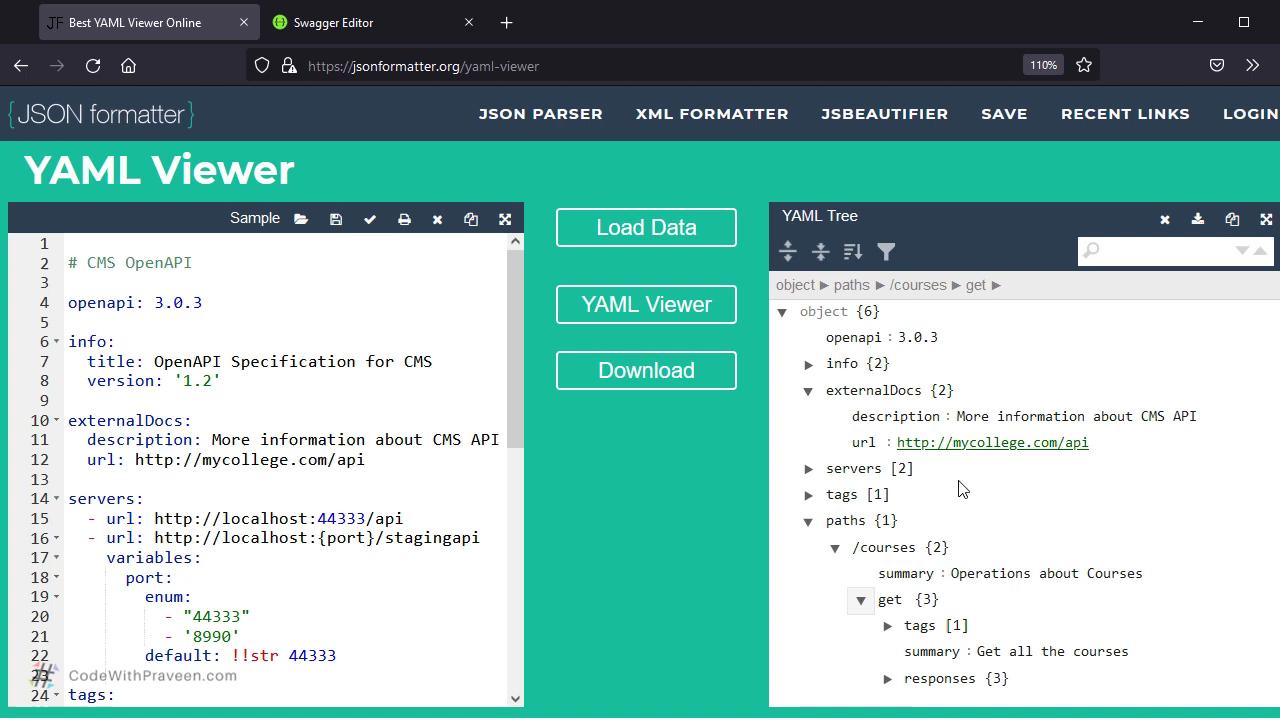 JF Best YAML Viewer Online
Swagger Editor
https://jsonformatter.org/yaml-viewer
110%
{JSON formatter}
JSON PARSER
XML FORMATTER
JSBEAUTIFIER
SAVE
RECENT LINKS
LOGIN
YAML Viewer
Sample
1
2 # CMS OpenAPI
3
4 openapi: 3.0.3
5
6 info:
7 title: OpenAPI Specification for CMS
8 version: '1.2'
9
10 externalDocs:
11 description: More information about CMS API
12 url: http://mycollege.com/api
13
14 servers:
15 - url: http://localhost:44333/api
16 - url: http://localhost:{port}/stagingapi
17 variables:
18 port:
19 enum:
20 - "44333"
21 - '8990'
22 default: !!str 44333
23
CodeWithPraveen.com
24 tags:
Load Data
YAML Viewer
Download
YAML Tree
object ▶ paths ▶ /courses ▶ get ▶
object {6}
openapi : 3.0.3
info {2}
externalDocs {2}
description : More information about CMS API
url : http://mycollege.com/api
servers [2]
tags [1]
paths {1}
/courses {2}
summary : Operations about Courses
get {3}
tags [1]
summary : Get all the courses
responses {3}